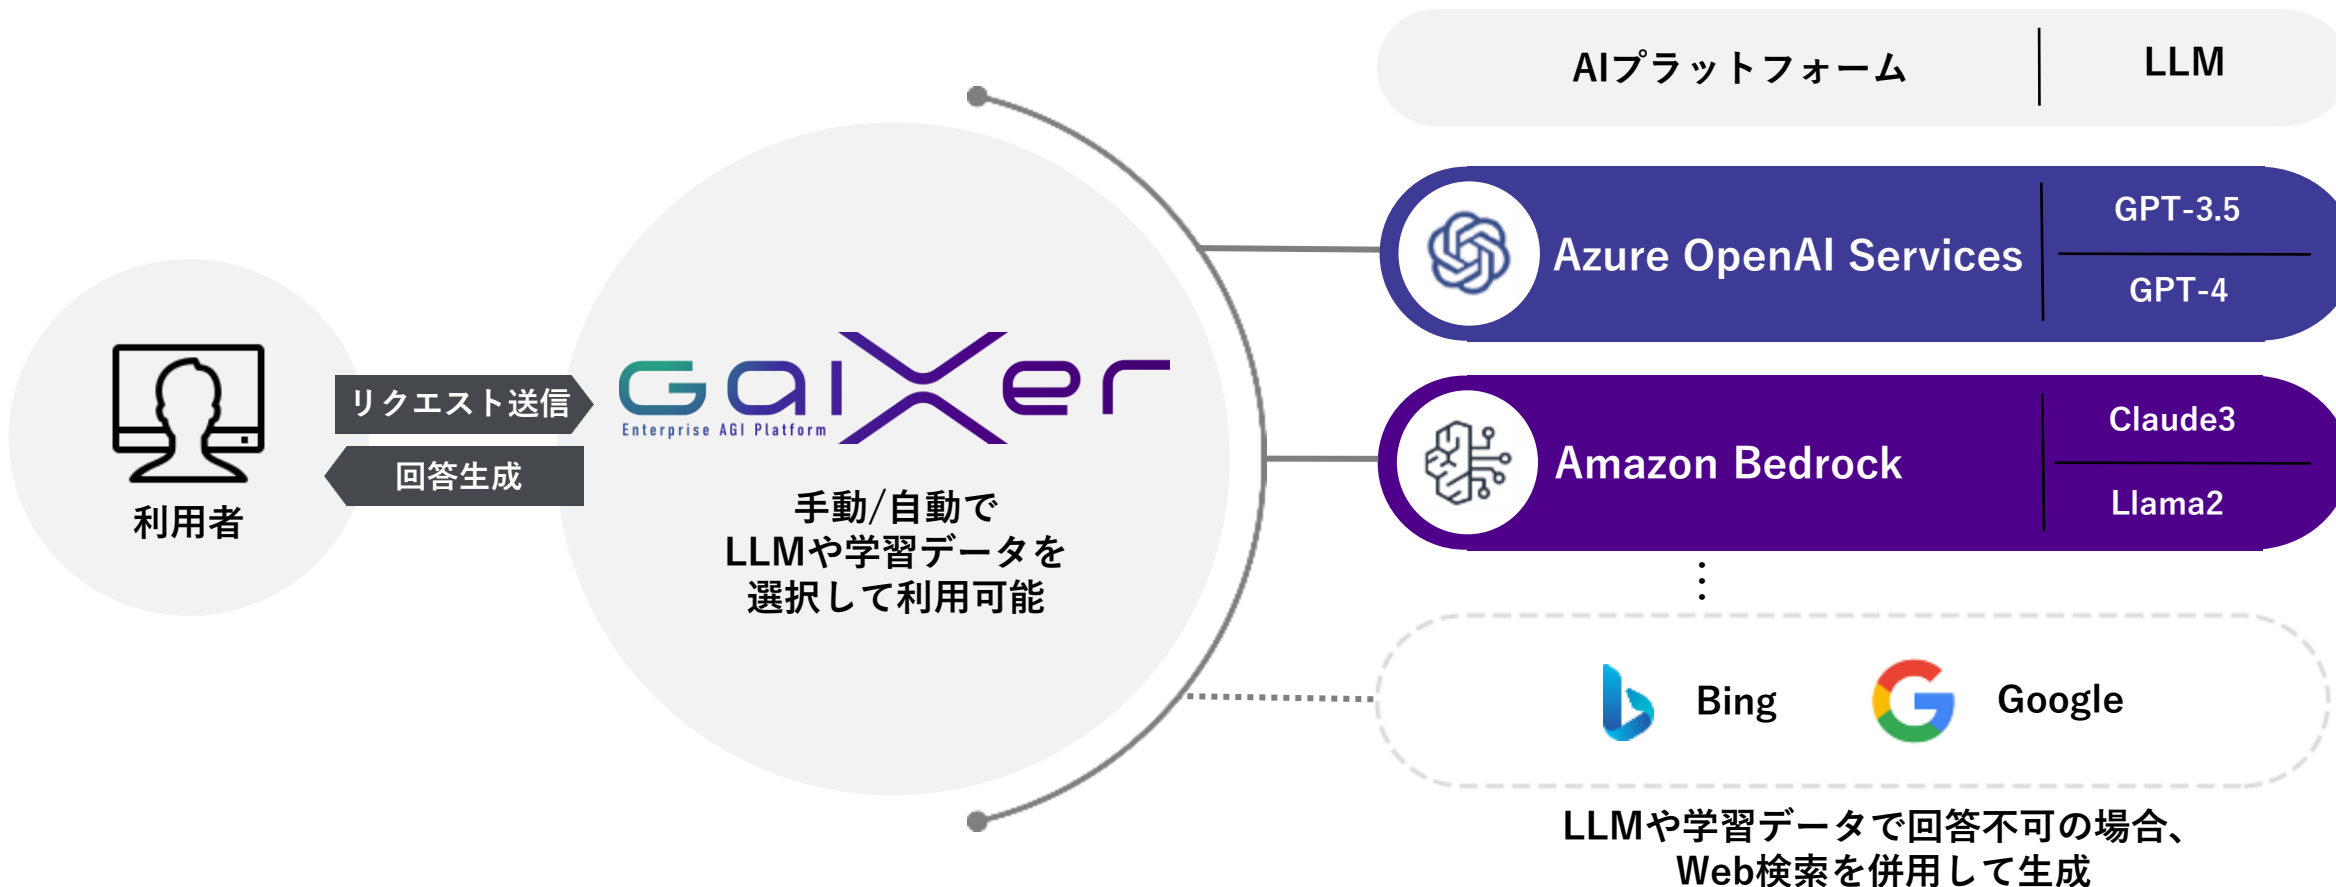 AIプラットフォーム
LLM
Azure OpenAI Services
GPT-3.5
GPT-4
Amazon Bedrock
Claude3
Llama2
⋮
Bing
Google
LLMや学習データで回答不可の場合、
Web検索を併用して生成
GaiXer
Enterprise AGI Platform
手動/自動で
LLMや学習データを
選択して利用可能
リクエスト送信
回答生成
利用者